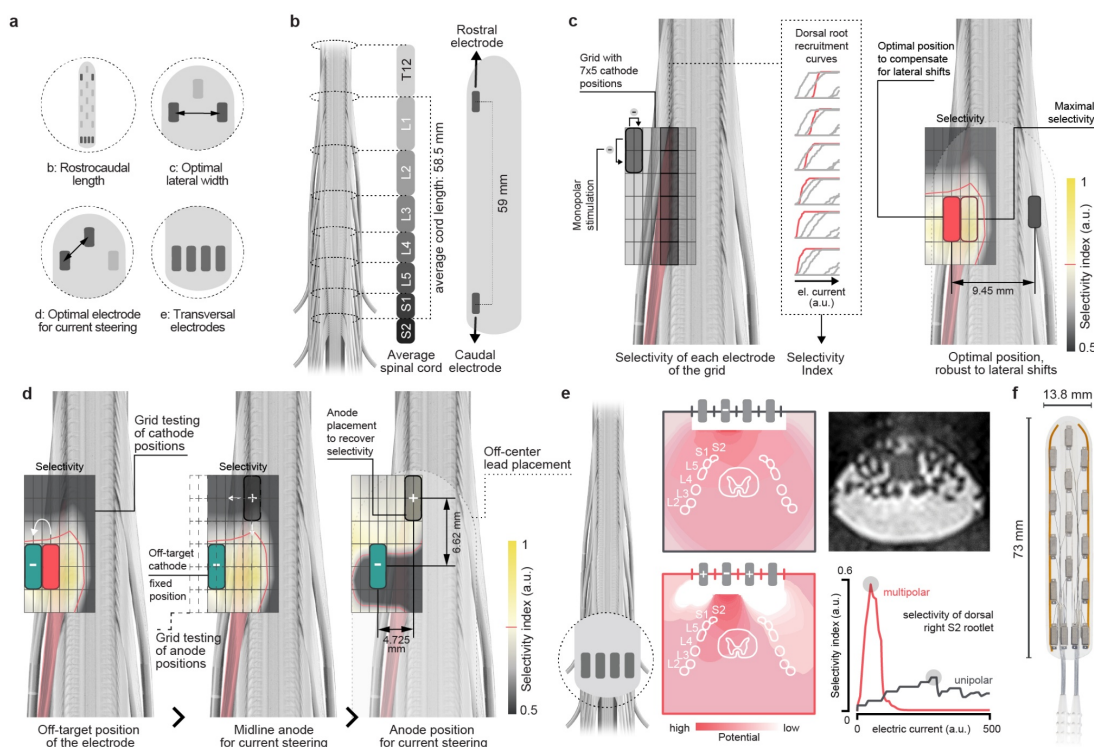 a
b: Rostrocaudal
length
c: Optimal
lateral width
d: Optimal electrode
for current steering
e: Transversal
electrodes
b
T12
L1
L2
L3
L4
L5
S1
S2
average cord length: 58.5 mm
Average
spinal cord
Rostral
electrode
59 mm
Caudal
electrode
c
Grid with
7x5 cathode
positions
Monopolar
stimulation
Selectivity of each electrode
of the grid
Dorsal root
recruitment
curves
el. current
(a.u.)
Selectivity
Index
Optimal position
to compensate
for lateral shifts
Selectivity
Maximal
selectivity
9.45 mm
1
Selectivity index (a.u.)
0.5
Optimal position,
robust to lateral shifts
d
Grid testing
of cathode
positions
Selectivity
Off-target
cathode
fixed
position
Grid testing
of anode
positions
Off-target position
of the electrode
Selectivity
Midline anode
for current steering
Anode
placement
to recover
selectivity
Off-center
lead placement
+
-
6.62 mm
4.725
mm
1
Selectivity index (a.u.)
0.5
Anode position
for current steering
e
S2
S1
L5
L4
L3
L2
S2
S1
L5
L4
L3
L2
high
low
Potential
0.6
Selectivity index (a.u.)
0
multipolar
selectivity of dorsal
right S2 rootlet
unipolar
0
500
electric current (a.u.)
f
13.8 mm
73 mm